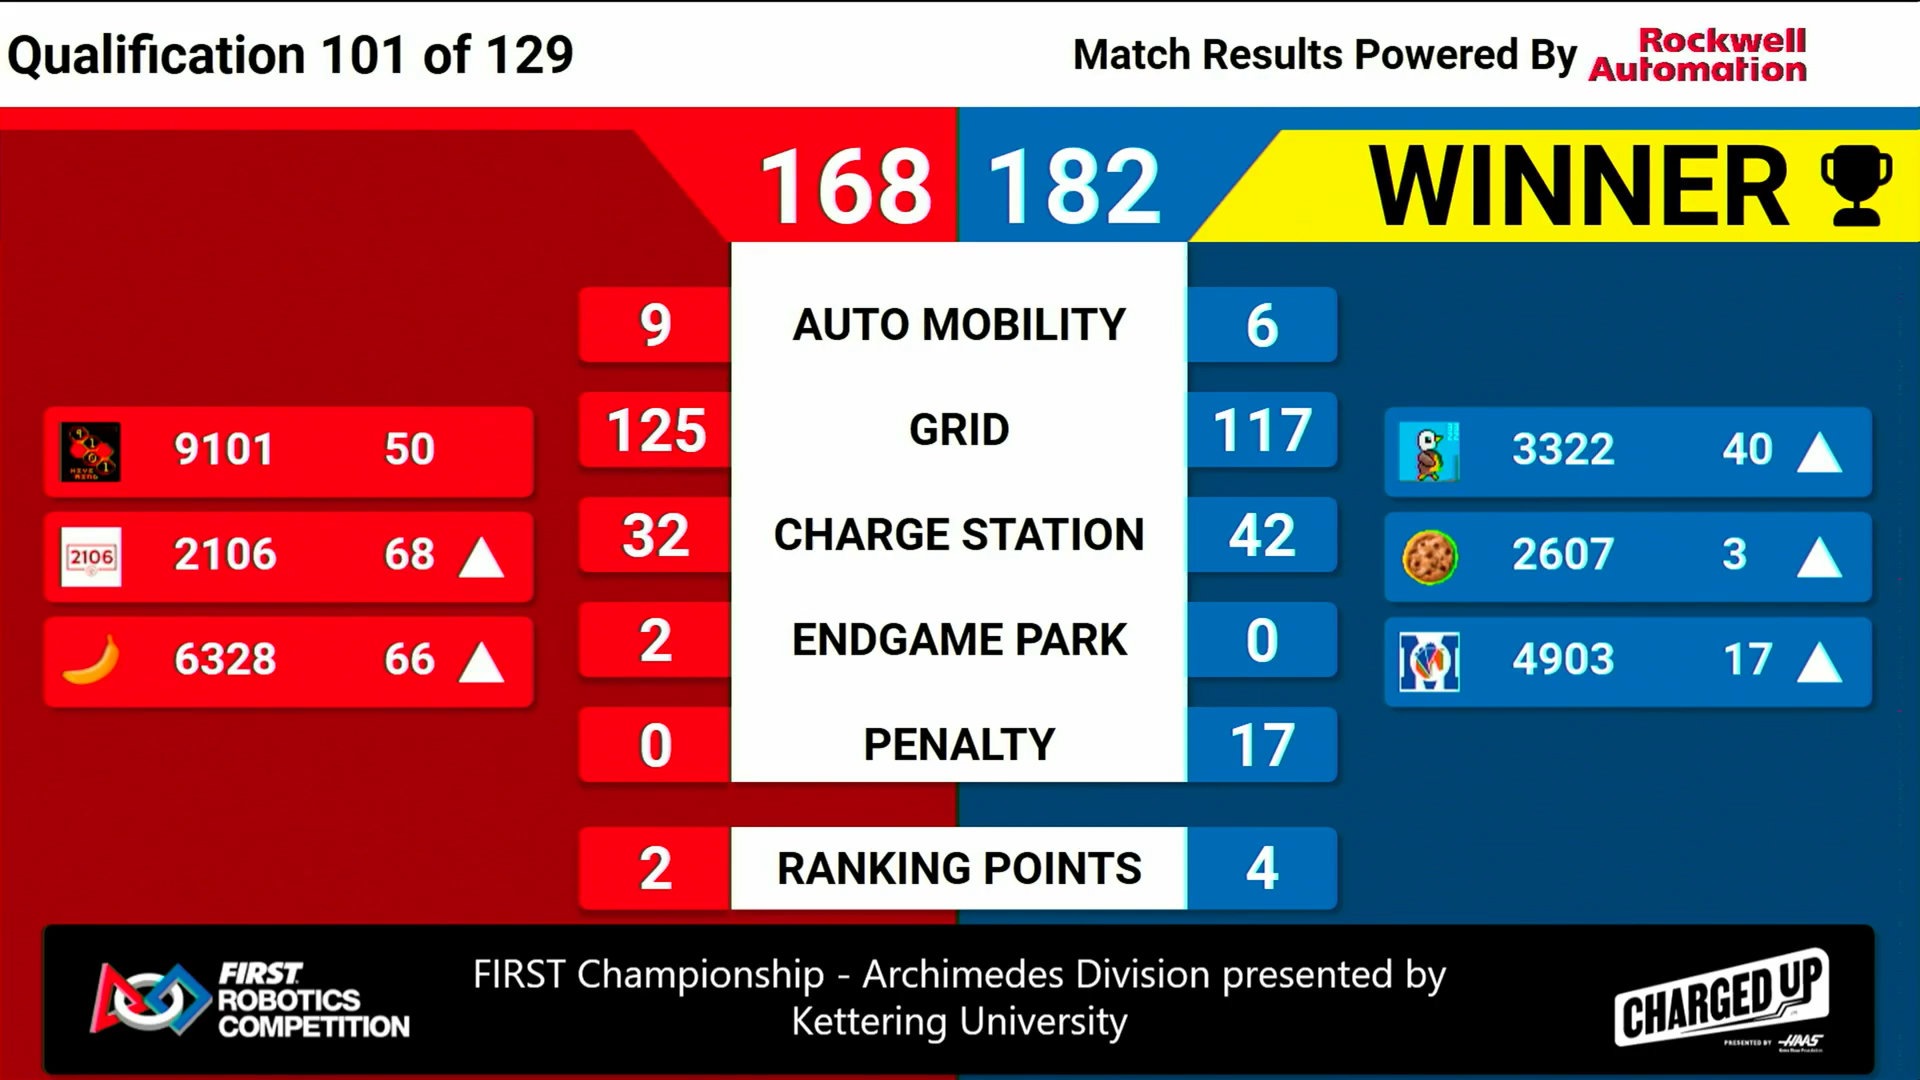 Qualification 101 of 129
Match Results Powered By
Rockwell
Automation
168 182 WINNER
9 AUTO MOBILITY 6
125 GRID 117
32 CHARGE STATION 42
2 ENDGAME PARK 0
0 PENALTY 17
2 RANKING POINTS 4
9101 50
2106 2106 68
6328 66
3322 40
2607 3
4903 17
FIRST
ROBOTICS
COMPETITION
FIRST Championship - Archimedes Division presented by
Kettering University
CHARGED UP
PRESENTED BY HAAS